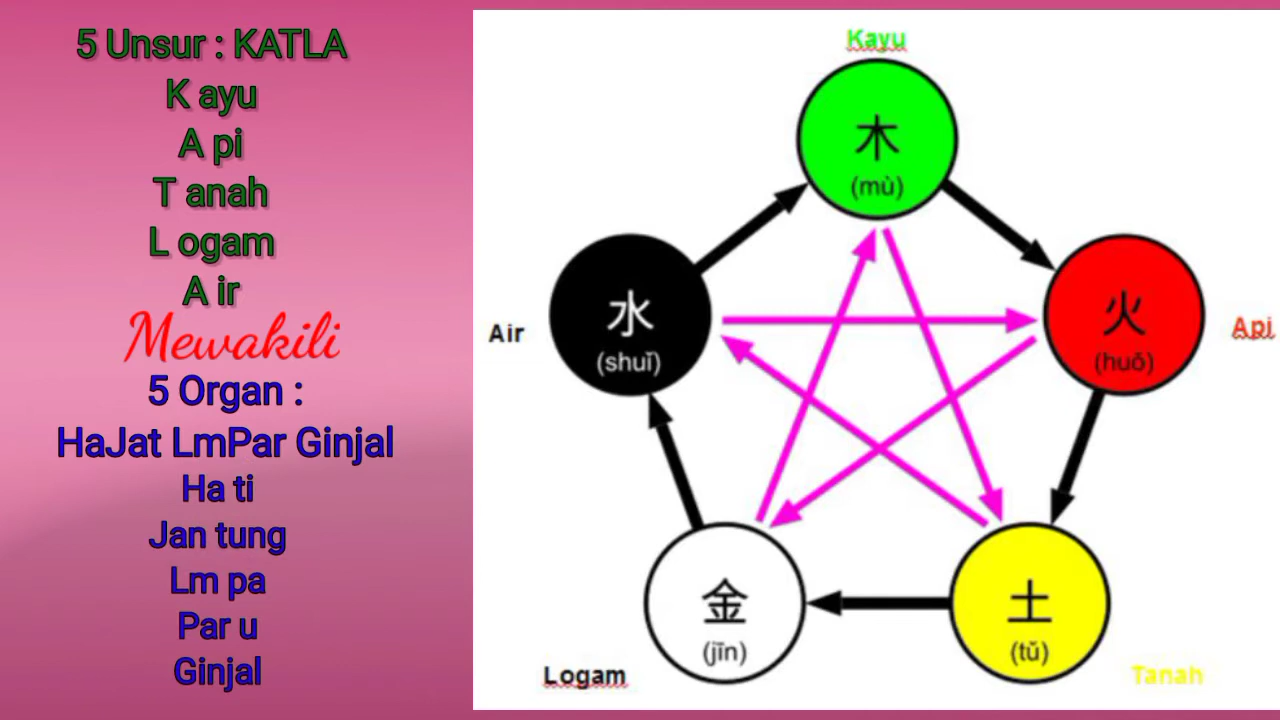 5 Unsur : KATLA
K ayu
A pi
T anah
L ogam
A ir
Mewakili
5 Organ :
HaJat LmPar Ginjal
Ha ti
Jan tung
Lm pa
Par u
Ginjal
Kayu
木
(mù)
水
(shuǐ)
Air
火
(huǒ)
Api
金
(jīn)
Logam
土
(tǔ)
Tanah